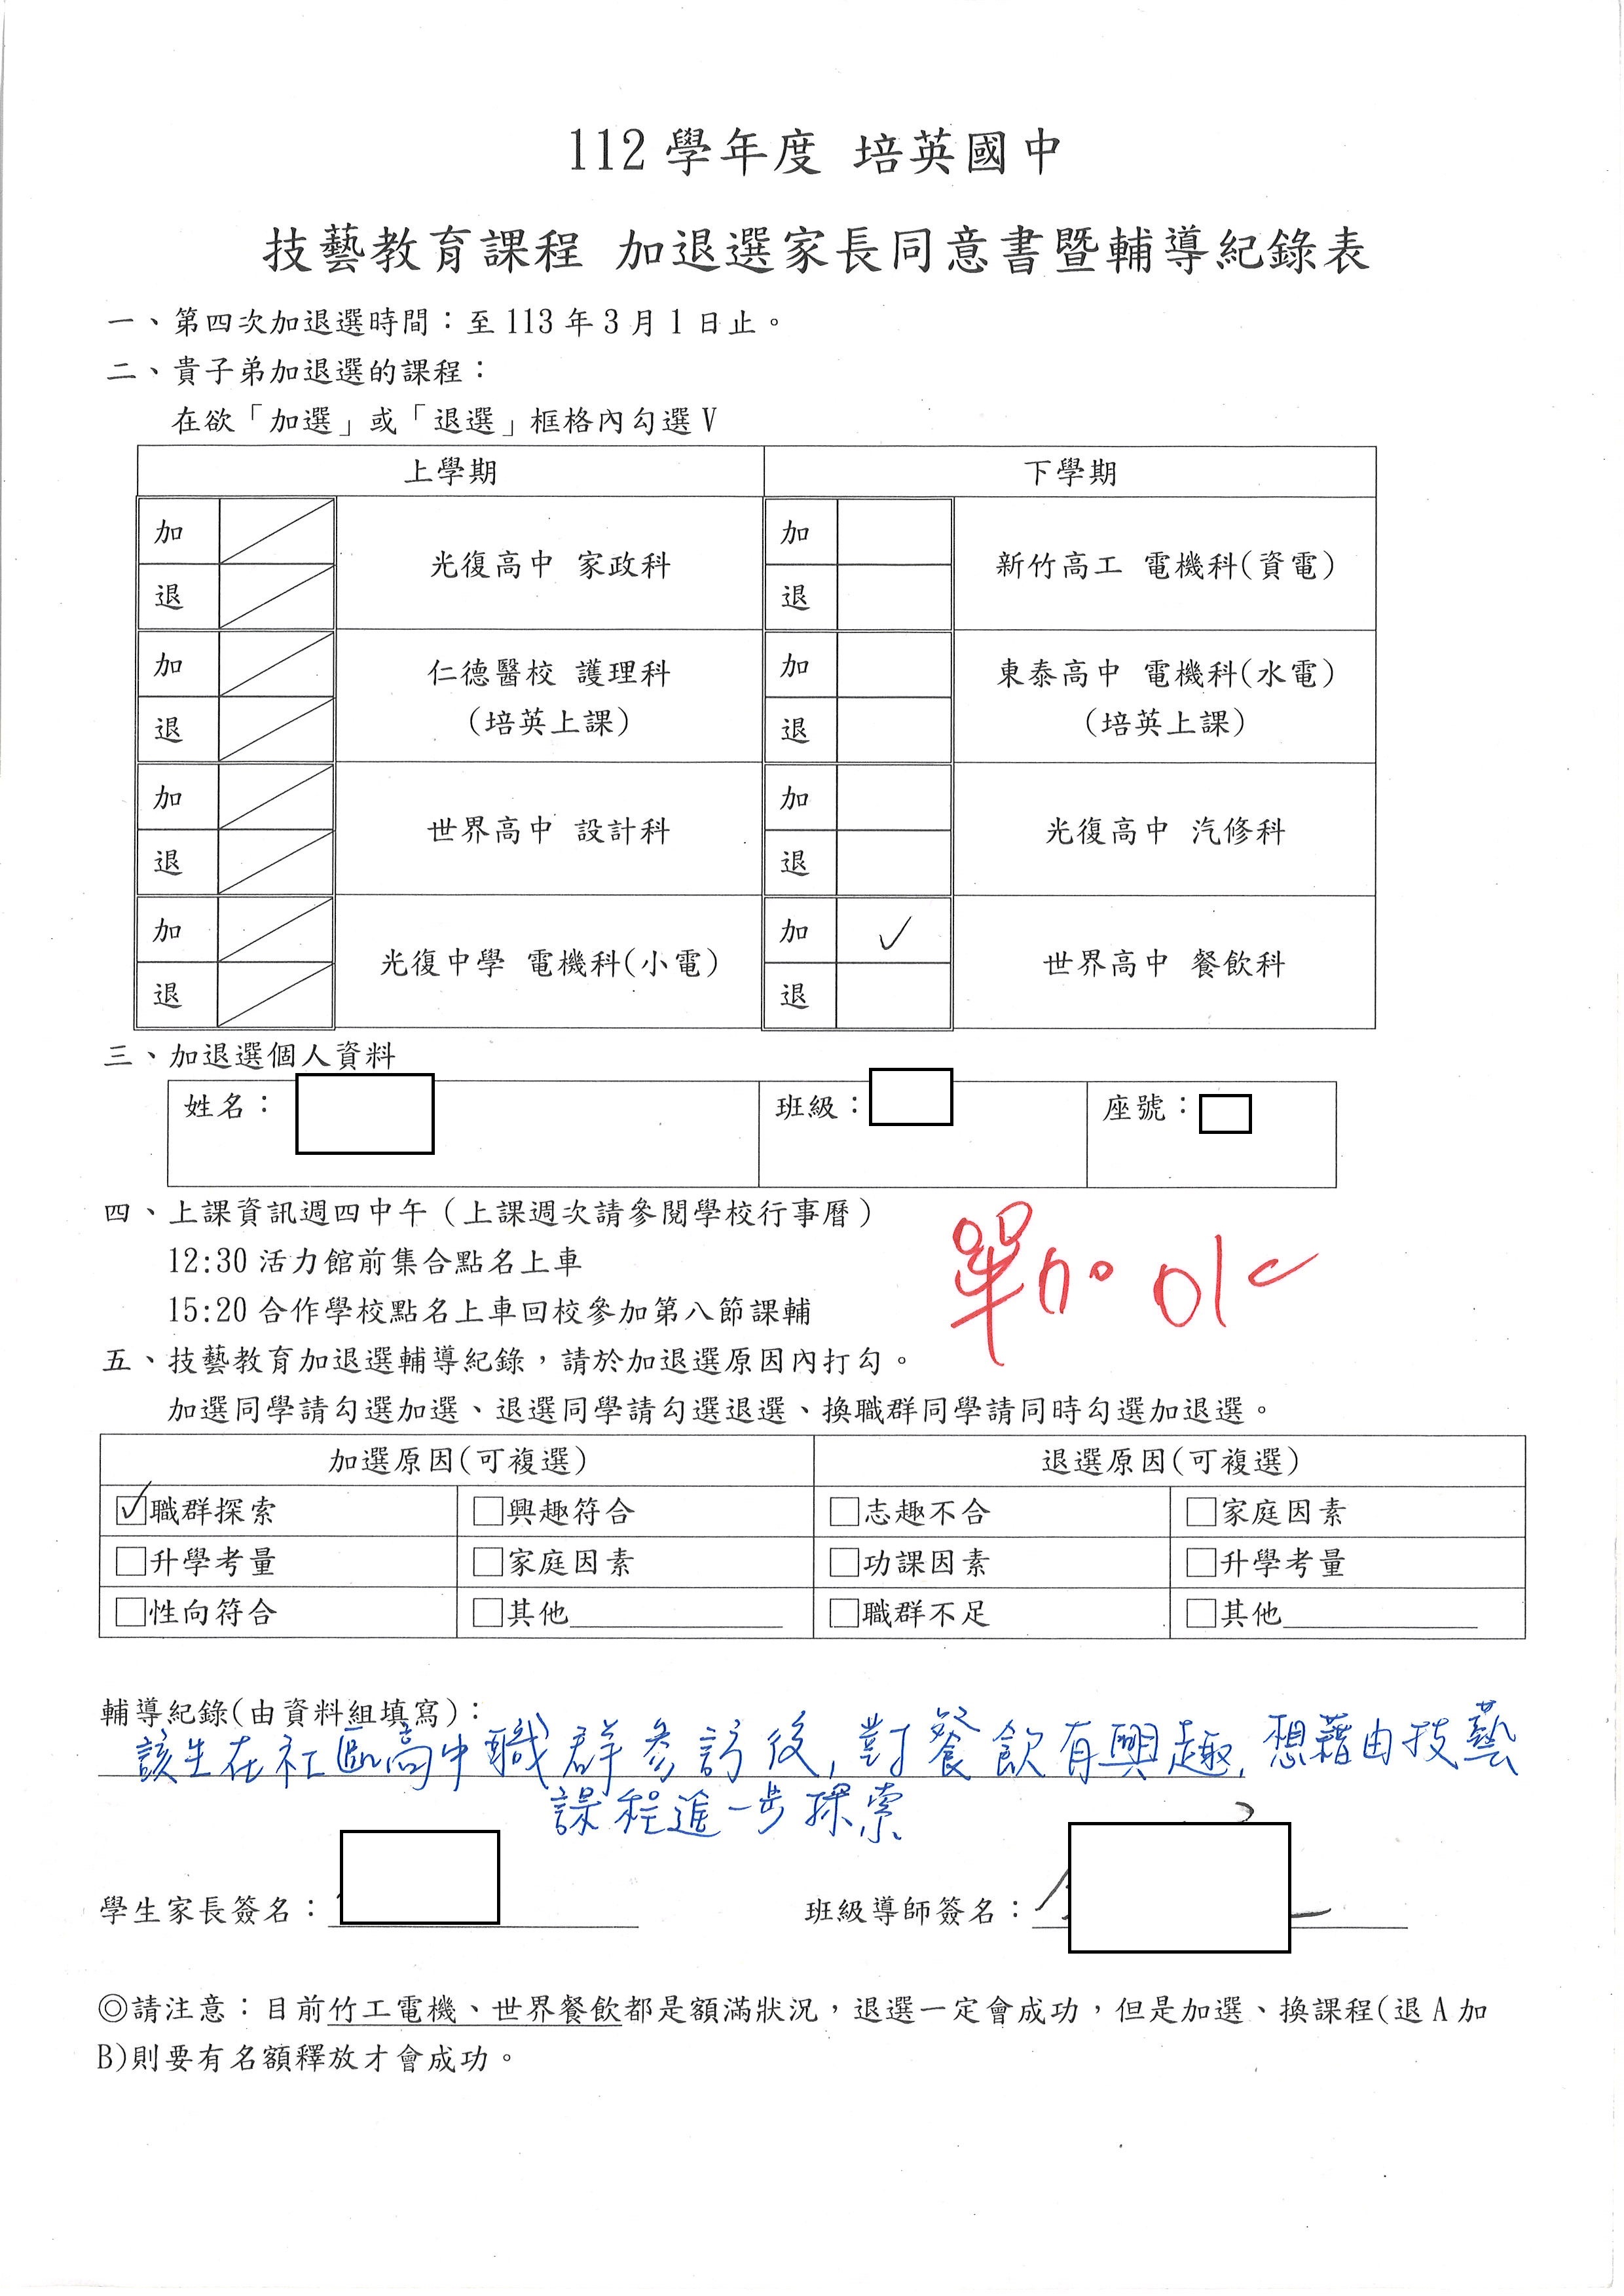 112 學年度 培英國中
技藝教育課程 加退選家長同意書暨輔導紀錄表
一、第四次加退選時間：至 113 年 3 月 1 日止。
二、貴子弟加退選的課程：
在欲「加選」或「退選」框格內勾選 V
上學期 下學期
加 光復高中 家政科 加 新竹高工 電機科(資電)
退 退
加 仁德醫校 護理科 加 東泰高中 電機科(水電)
退 (培英上課) 退 (培英上課)
加 世界高中 設計科 加 光復高中 汽修科
退 退
加 光復中學 電機科(小電) 加 ✓ 世界高中 餐飲科
退 退
三、加退選個人資料
姓名： 班級： 座號：
四、上課資訊週四中午（上課週次請參閱學校行事曆）
12:30 活力館前集合點名上車
15:20 合作學校點名上車回校參加第八節課輔
單加 ok
五、技藝教育加退選輔導紀錄，請於加退選原因內打勾。
加選同學請勾選加選、退選同學請勾選退選、換職群同學請同時勾選加退選。
加選原因(可複選) 退選原因(可複選)
☑職群探索 □興趣符合 □志趣不合 □家庭因素
□升學考量 □家庭因素 □功課因素 □升學考量
□性向符合 □其他 □職群不足 □其他
輔導紀錄(由資料組填寫)：
該生在社區高中職群參訪後，對餐飲有興趣，想藉由技藝
課程進一步探索
學生家長簽名： 班級導師簽名：
◎請注意：目前竹工電機、世界餐飲都是額滿狀況，退選一定會成功，但是加選、換課程(退 A 加
B)則要有名額釋放才會成功。